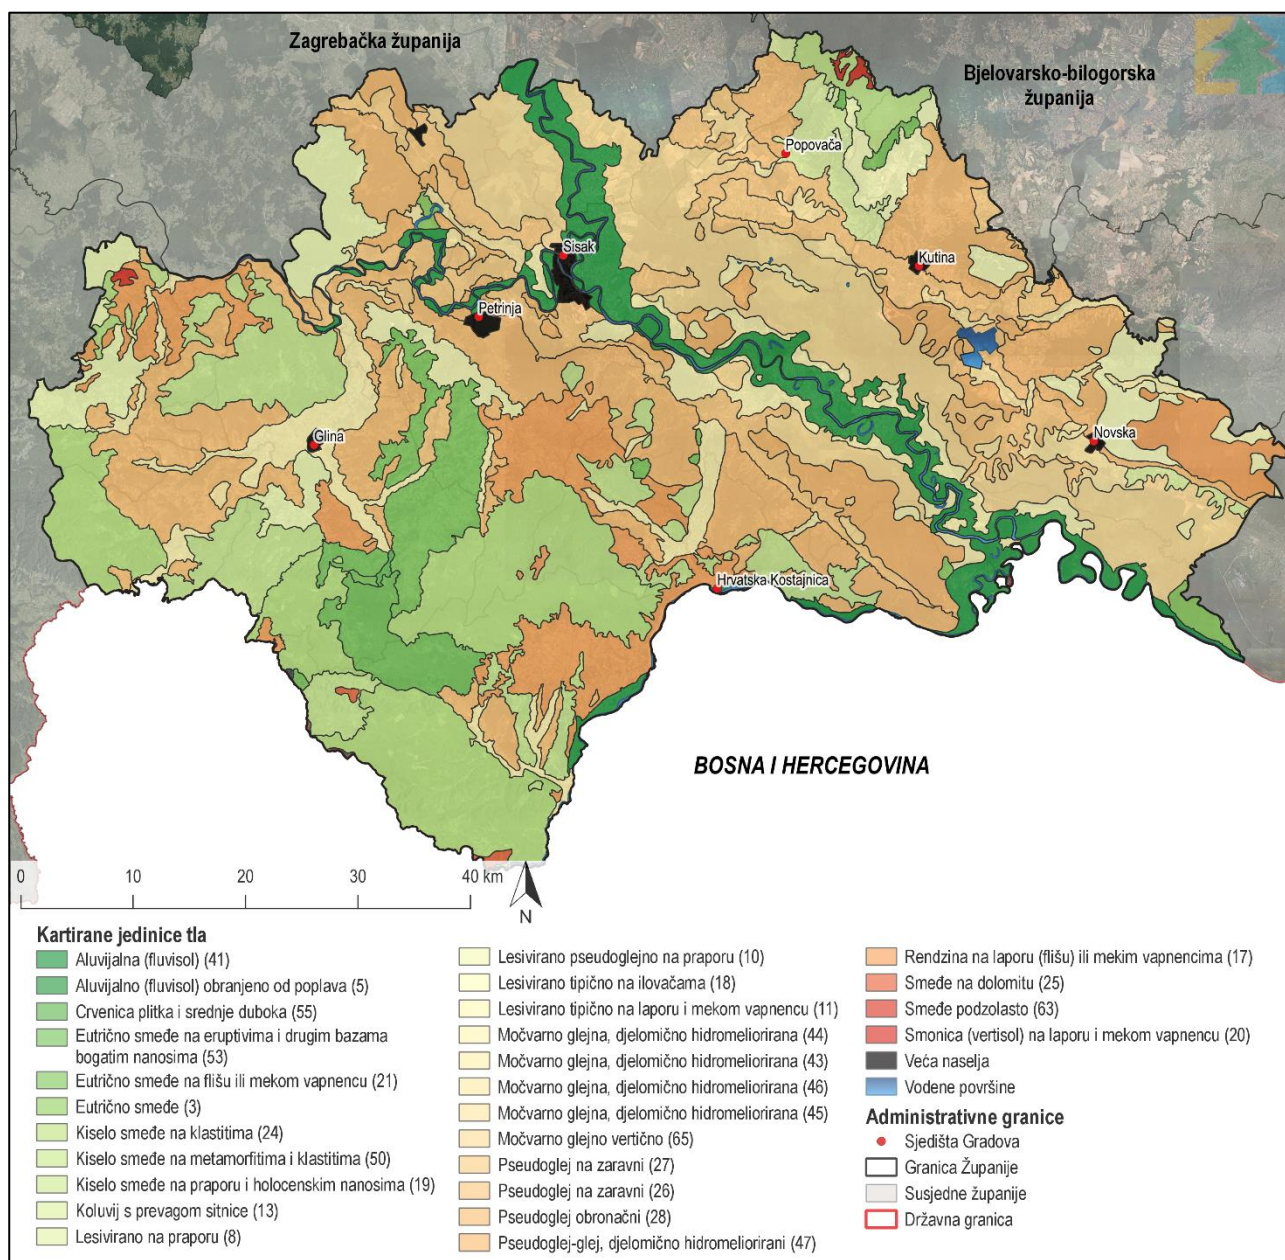 Zagrebačka županija
Bjelovarsko-bilogorska
županija
Popovača
Sisak
Kutina
Petrinja
Glina
Novska
Hrvatska Kostajnica
BOSNA I HERCEGOVINA
0 10 20 30 40 km
N
Kartirane jedinice tla
Aluvijalna (fluvisol) (41)
Aluvijalno (fluvisol) obranjeno od poplava (5)
Crvenica plitka i srednje duboka (55)
Eutrično smeđe na eruptivima i drugim bazama
bogatim nanosima (53)
Eutrično smeđe na flišu ili mekom vapnencu (21)
Eutrično smeđe (3)
Kiselo smeđe na klastitima (24)
Kiselo smeđe na metamorfitima i klastitima (50)
Kiselo smeđe na praporu i holocenskim nanosima (19)
Koluvij s prevagom sitnice (13)
Lesivirano na praporu (8)
Lesivirano pseudoglejno na praporu (10)
Lesivirano tipično na ilovačama (18)
Lesivirano tipično na laporu i mekom vapnencu (11)
Močvarna glejna, djelomično hidromeliorirana (44)
Močvarna glejna, djelomično hidromeliorirana (43)
Močvarno glejna, djelomično hidromeliorirana (46)
Močvarno glejna, djelomično hidromeliorirana (45)
Močvarno glejno vertično (65)
Pseudoglej na zaravni (27)
Pseudoglej na zaravni (26)
Pseudoglej obronačni (28)
Pseudoglej-glej, djelomično hidromeliorirani (47)
Rendzina na laporu (flišu) ili mekim vapnencima (17)
Smeđe na dolomitu (25)
Smeđe podzolasto (63)
Smonica (vertisol) na laporu i mekom vapnencu (20)
Veća naselja
Vodene površine
Administrativne granice
Sjedišta Gradova
Granica Županije
Susjedne županije
Državna granica